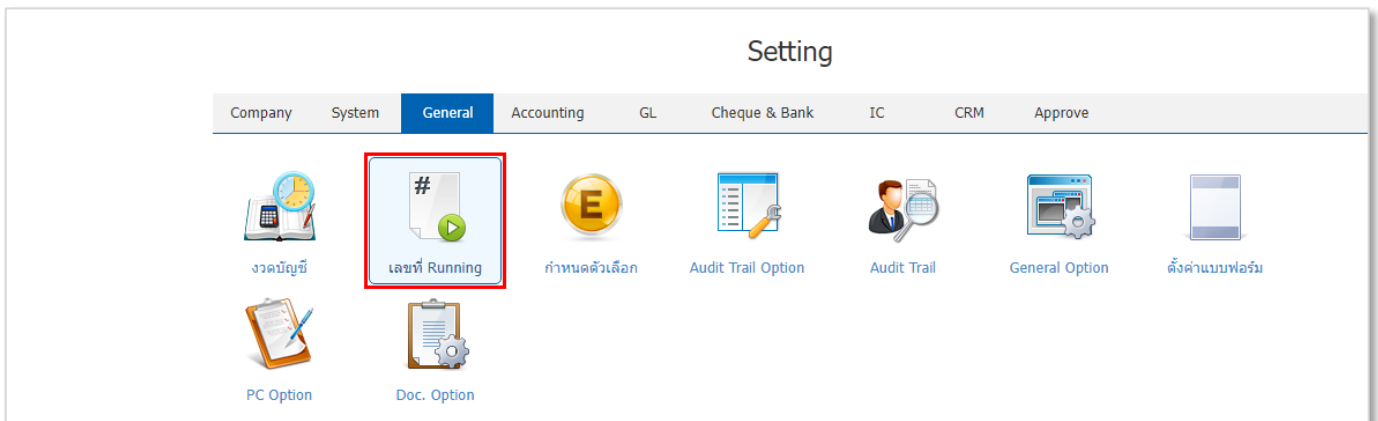 Setting
Company System General Accounting GL Cheque & Bank IC CRM Approve
#
E
งวดบัญชี เลขที่ Running กำหนดตัวเลือก Audit Trail Option Audit Trail General Option ตั้งค่าแบบฟอร์ม
PC Option Doc. Option